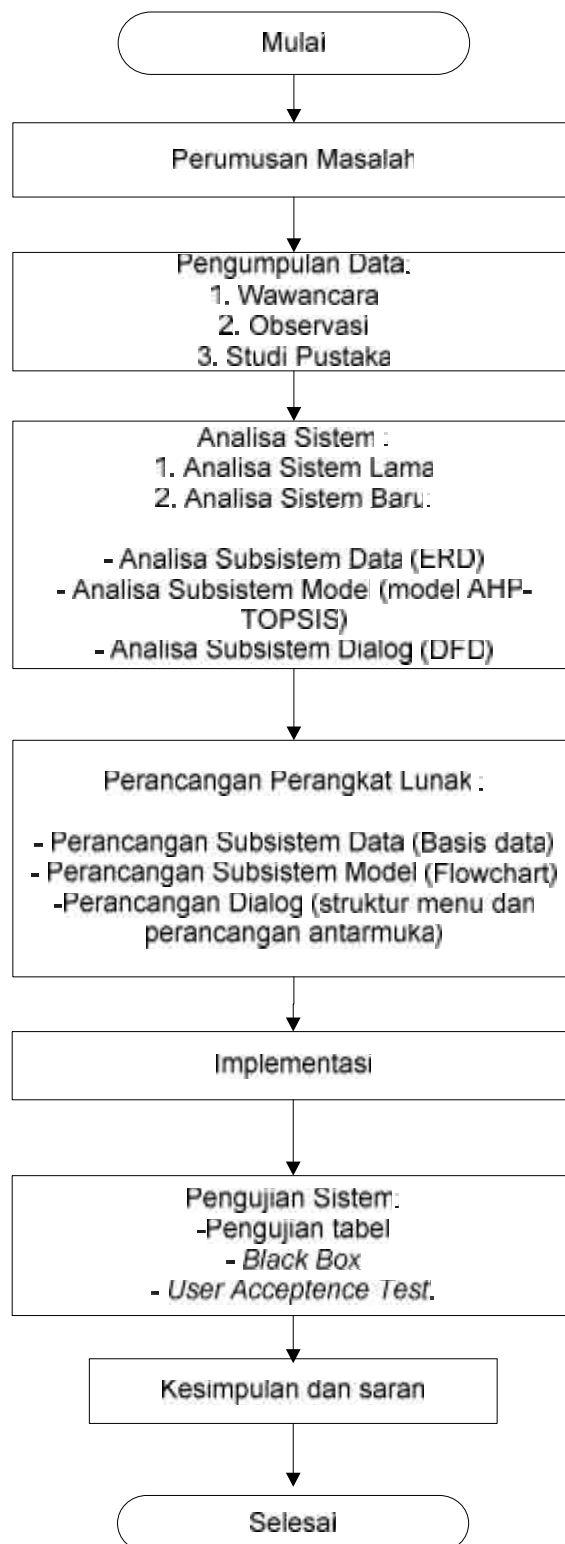 Mulai
Perumusan Masalah
Pengumpulan Data:
1. Wawancara
2. Observasi
3. Studi Pustaka
Analisa Sistem :
1. Analisa Sistem Lama
2. Analisa Sistem Baru:
- Analisa Subsistem Data (ERD)
- Analisa Subsistem Model (model AHP-
TOPSIS)
- Analisa Subsistem Dialog (DFD)
Perancangan Perangkat Lunak :
- Perancangan Subsistem Data (Basis data)
- Perancangan Subsistem Model (Flowchart)
-Perancangan Dialog (struktur menu dan
perancangan antarmuka)
Implementasi
Pengujian Sistem:
-Pengujian tabel
- Black Box
- User Acceptence Test.
Kesimpulan dan saran
Selesai